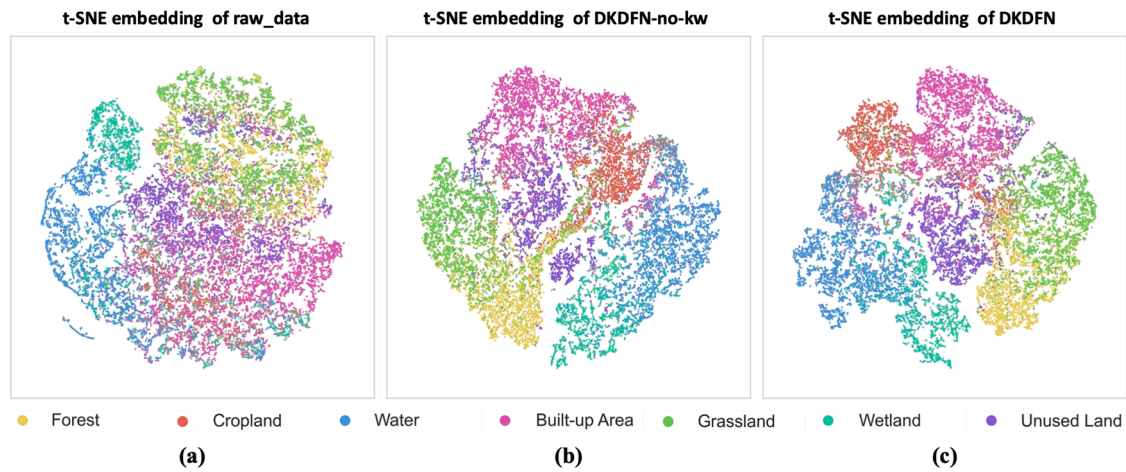 t-SNE embedding of raw_data
t-SNE embedding of DKDFN-no-kw
t-SNE embedding of DKDFN
Forest Cropland Water Built-up Area Grassland Wetland Unused Land
(a) (b) (c)